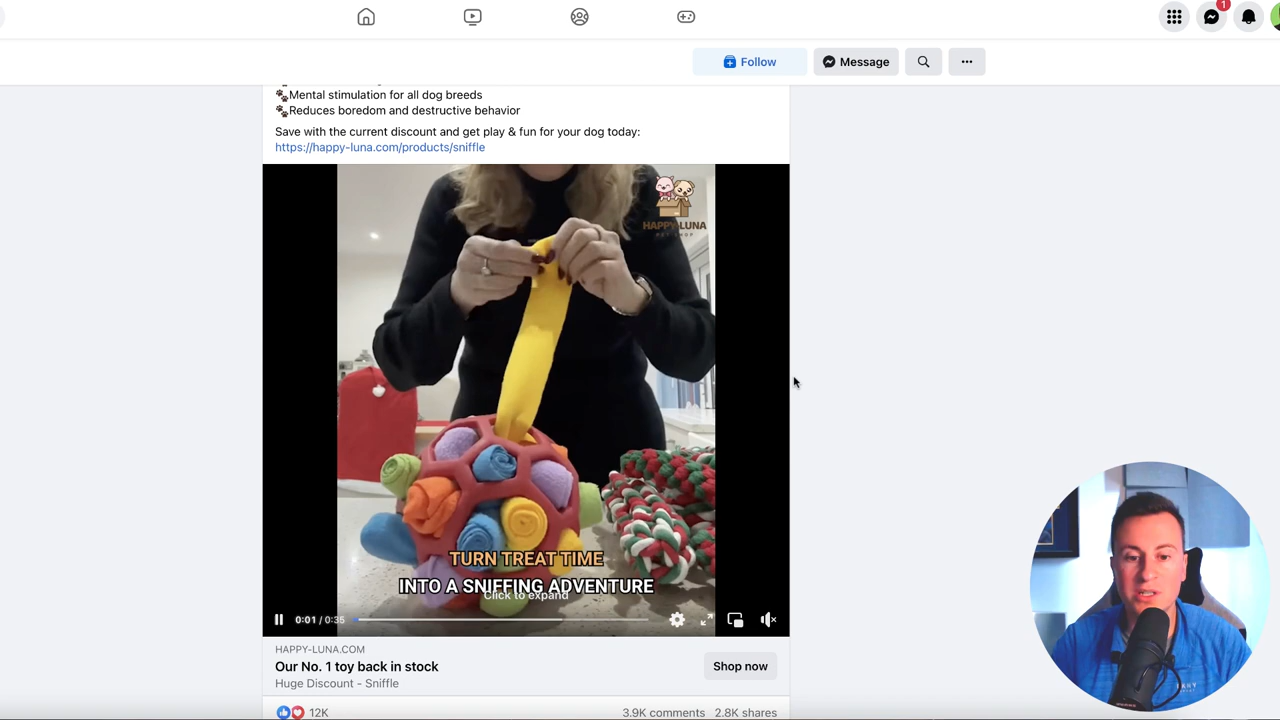 1
Follow
Message
Mental stimulation for all dog breeds
Reduces boredom and destructive behavior
Save with the current discount and get play & fun for your dog today:
https://happy-luna.com/products/sniffle
HAPPY LUNA
TURN TREAT TIME
INTO A SNIFFING ADVENTURE
Click to expand
0:01 / 0:35
HAPPY-LUNA.COM
Our No. 1 toy back in stock
Huge Discount - Sniffle
Shop now
12K
3.9K comments 2.8K shares